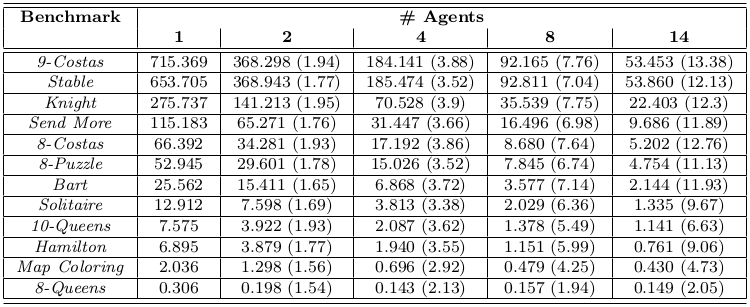 Benchmark # Agents
1 2 4 8 14
9-Costas 715.369 368.298 (1.94) 184.141 (3.88) 92.165 (7.76) 53.453 (13.38)
Stable 653.705 368.943 (1.77) 185.474 (3.52) 92.811 (7.04) 53.860 (12.13)
Knight 275.737 141.213 (1.95) 70.528 (3.9) 35.539 (7.75) 22.403 (12.3)
Send More 115.183 65.271 (1.76) 31.447 (3.66) 16.496 (6.98) 9.686 (11.89)
8-Costas 66.392 34.281 (1.93) 17.192 (3.86) 8.680 (7.64) 5.202 (12.76)
8-Puzzle 52.945 29.601 (1.78) 15.026 (3.52) 7.845 (6.74) 4.754 (11.13)
Bart 25.562 15.411 (1.65) 6.868 (3.72) 3.577 (7.14) 2.144 (11.93)
Solitaire 12.912 7.598 (1.69) 3.813 (3.38) 2.029 (6.36) 1.335 (9.67)
10-Queens 7.575 3.922 (1.93) 2.087 (3.62) 1.378 (5.49) 1.141 (6.63)
Hamilton 6.895 3.879 (1.77) 1.940 (3.55) 1.151 (5.99) 0.761 (9.06)
Map Coloring 2.036 1.298 (1.56) 0.696 (2.92) 0.479 (4.25) 0.430 (4.73)
8-Queens 0.306 0.198 (1.54) 0.143 (2.13) 0.157 (1.94) 0.149 (2.05)